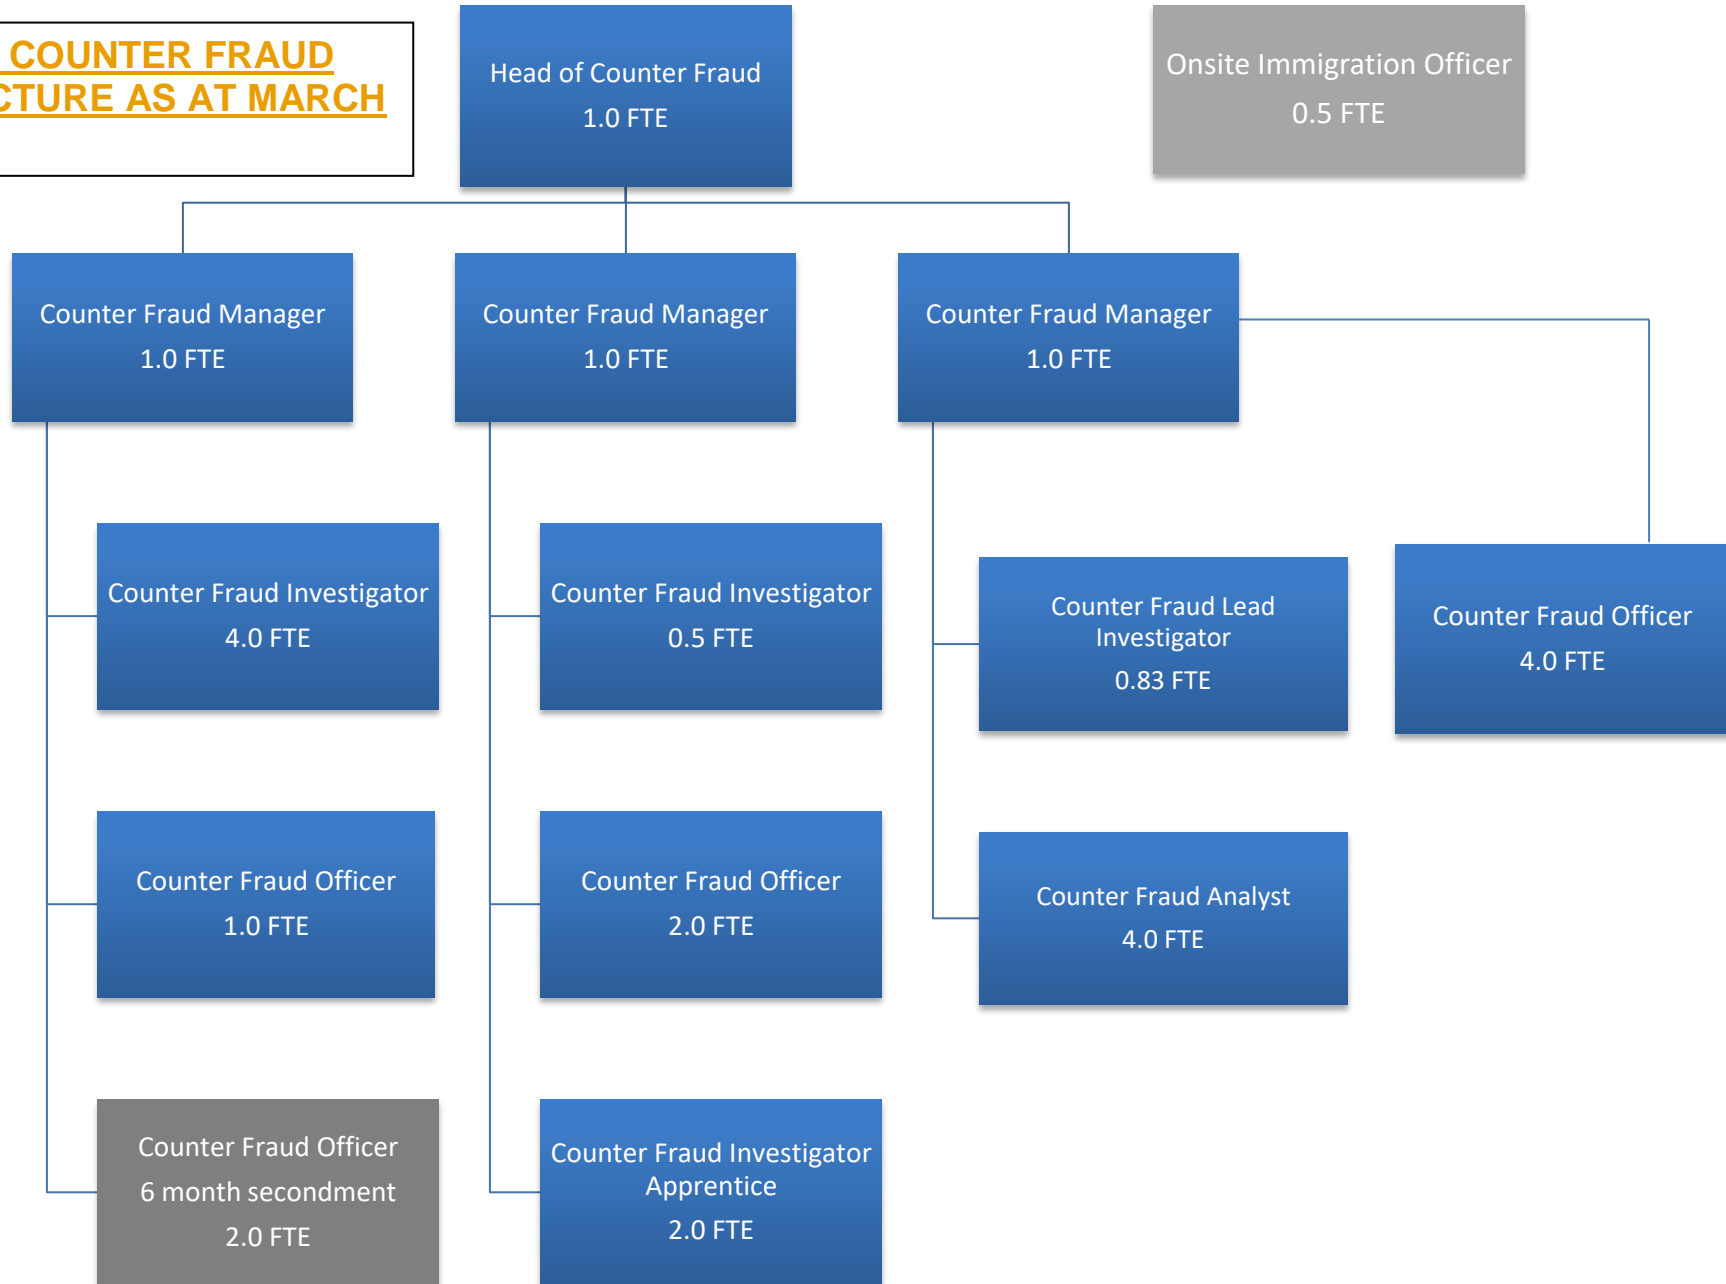 COUNTER FRAUD
CTURE AS AT MARCH
Head of Counter Fraud
1.0 FTE
Onsite Immigration Officer
0.5 FTE
Counter Fraud Manager
1.0 FTE
Counter Fraud Manager
1.0 FTE
Counter Fraud Manager
1.0 FTE
Counter Fraud Investigator
4.0 FTE
Counter Fraud Investigator
0.5 FTE
Counter Fraud Lead
Investigator
0.83 FTE
Counter Fraud Officer
4.0 FTE
Counter Fraud Officer
1.0 FTE
Counter Fraud Officer
2.0 FTE
Counter Fraud Analyst
4.0 FTE
Counter Fraud Officer
6 month secondment
2.0 FTE
Counter Fraud Investigator
Apprentice
2.0 FTE